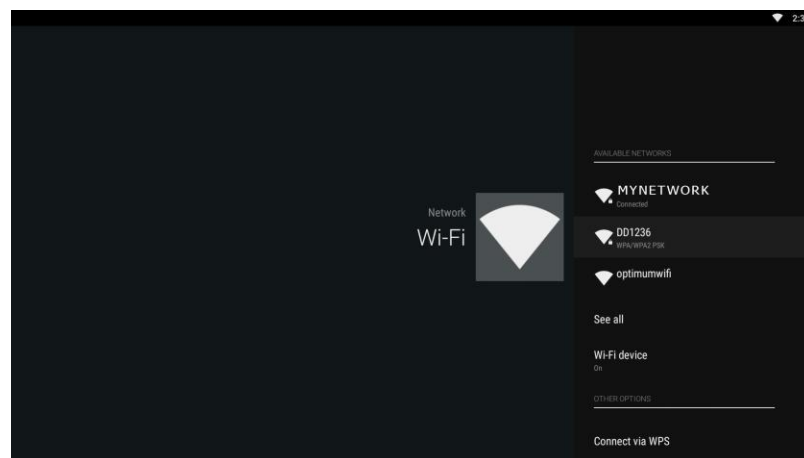 2:3
AVAILABLE NETWORKS
MYNETWORK
Connected
Network
Wi-Fi
DD1236
WPA/WPA2 PSK
optimumwifi
See all
Wi-Fi device
On
OTHER OPTIONS
Connect via WPS